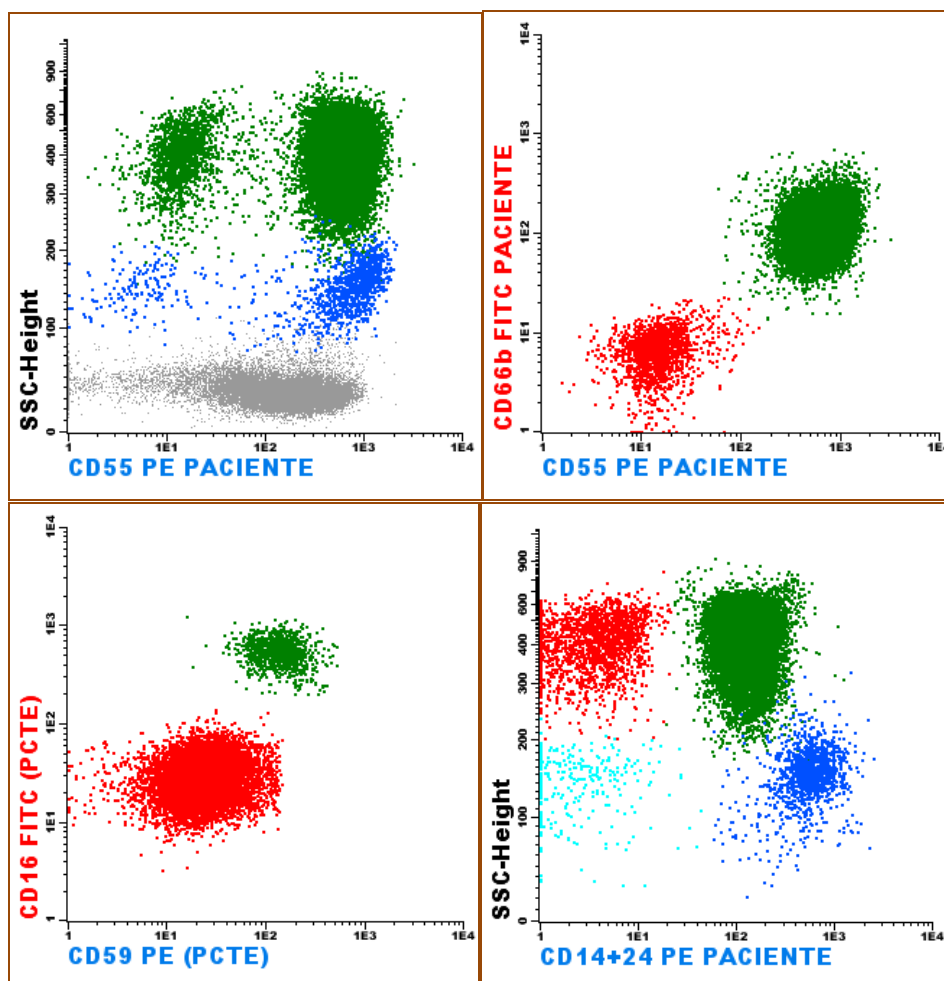 900
600
400
300
200
100
0
SSC-Height
1
1E1
1E2
1E3
1E4
CD55 PE PACIENTE
1E4
1E3
1E2
1E1
1
CD66b FITC PACIENTE
1
1E1
1E2
1E3
1E4
CD55 PE PACIENTE
1E4
1E3
1E2
1E1
1
CD16 FITC (PCTE)
1
1E1
1E2
1E3
1E4
CD59 PE (PCTE)
900
600
400
300
200
100
0
SSC-Height
1
1E1
1E2
1E3
1E4
CD14+24 PE PACIENTE